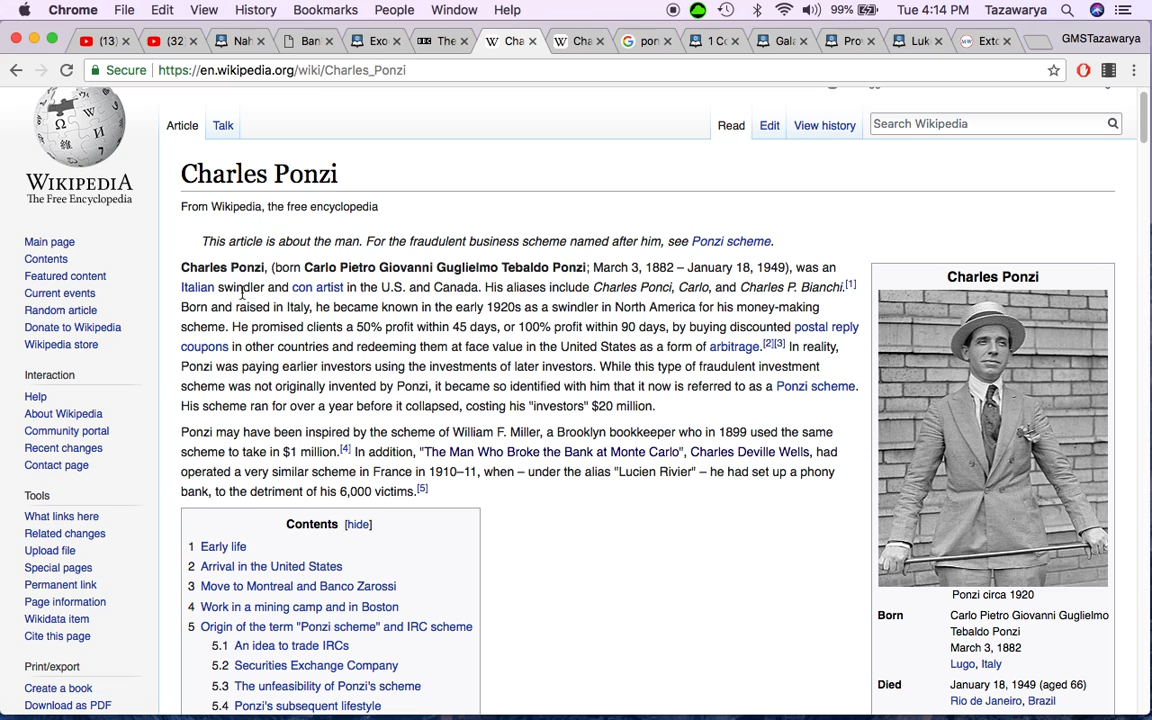 Chrome File Edit View History Bookmarks People Window Help 99% Tue 4:14 PM Tazawarya
(13) (32) Nah Ban Exo The Cha Cha pon 1 Co Gala Pro Luk Exto GMSTazawarya
Secure https://en.wikipedia.org/wiki/Charles_Ponzi
Article Talk Read Edit View history Search Wikipedia
WIKIPEDIA
The Free Encyclopedia
Main page
Contents
Featured content
Current events
Random article
Donate to Wikipedia
Wikipedia store
Interaction
Help
About Wikipedia
Community portal
Recent changes
Contact page
Tools
What links here
Related changes
Upload file
Special pages
Permanent link
Page information
Wikidata item
Cite this page
Print/export
Create a book
Download as PDF
Charles Ponzi
From Wikipedia, the free encyclopedia
This article is about the man. For the fraudulent business scheme named after him, see Ponzi scheme.
Charles Ponzi, (born Carlo Pietro Giovanni Guglielmo Tebaldo Ponzi; March 3, 1882 – January 18, 1949), was an
Italian swindler and con artist in the U.S. and Canada. His aliases include Charles Ponci, Carlo, and Charles P. Bianchi.[1]
Born and raised in Italy, he became known in the early 1920s as a swindler in North America for his money-making
scheme. He promised clients a 50% profit within 45 days, or 100% profit within 90 days, by buying discounted postal reply
coupons in other countries and redeeming them at face value in the United States as a form of arbitrage.[2][3] In reality,
Ponzi was paying earlier investors using the investments of later investors. While this type of fraudulent investment
scheme was not originally invented by Ponzi, it became so identified with him that it now is referred to as a Ponzi scheme.
His scheme ran for over a year before it collapsed, costing his "investors" $20 million.
Ponzi may have been inspired by the scheme of William F. Miller, a Brooklyn bookkeeper who in 1899 used the same
scheme to take in $1 million.[4] In addition, "The Man Who Broke the Bank at Monte Carlo", Charles Deville Wells, had
operated a very similar scheme in France in 1910–11, when – under the alias "Lucien Rivier" – he had set up a phony
bank, to the detriment of his 6,000 victims.[5]
Contents [hide]
1 Early life
2 Arrival in the United States
3 Move to Montreal and Banco Zarossi
4 Work in a mining camp and in Boston
5 Origin of the term "Ponzi scheme" and IRC scheme
5.1 An idea to trade IRCs
5.2 Securities Exchange Company
5.3 The unfeasibility of Ponzi's scheme
5.4 Ponzi's subsequent lifestyle
Charles Ponzi
Ponzi circa 1920
Born Carlo Pietro Giovanni Guglielmo
Tebaldo Ponzi
March 3, 1882
Lugo, Italy
Died January 18, 1949 (aged 66)
Rio de Janeiro, Brazil